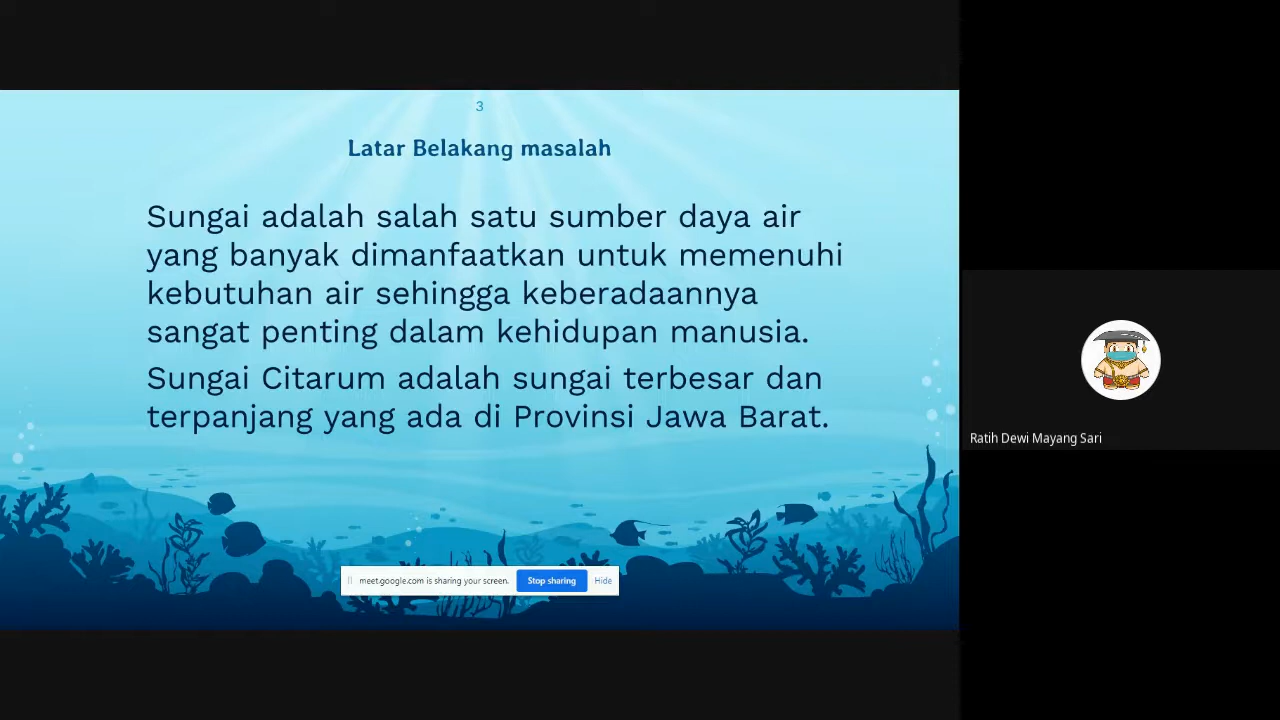 3
Latar Belakang masalah
Sungai adalah salah satu sumber daya air
yang banyak dimanfaatkan untuk memenuhi
kebutuhan air sehingga keberadaannya
sangat penting dalam kehidupan manusia.
Sungai Citarum adalah sungai terbesar dan
terpanjang yang ada di Provinsi Jawa Barat.
meet.google.com is sharing your screen. Stop sharing Hide
Ratih Dewi Mayang Sari